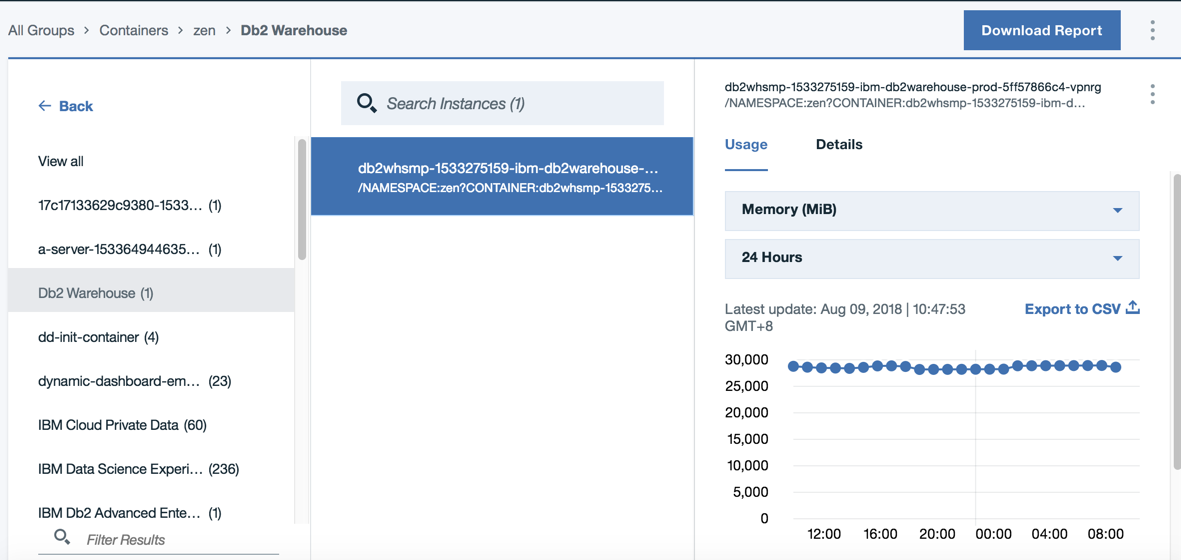 All Groups > Containers > zen > Db2 Warehouse
Download Report
← Back
View all
17c17133629c9380-1533... (1)
a-server-153364944635... (1)
Db2 Warehouse (1)
dd-init-container (4)
dynamic-dashboard-em... (23)
IBM Cloud Private Data (60)
IBM Data Science Experi... (236)
IBM Db2 Advanced Ente... (1)
Filter Results
Search Instances (1)
db2whsmp-1533275159-ibm-db2warehouse-...
/NAMESPACE:zen?CONTAINER:db2whsmp-1533275...
db2whsmp-1533275159-ibm-db2warehouse-prod-5ff57866c4-vpnrg
/NAMESPACE:zen?CONTAINER:db2whsmp-1533275159-ibm-d...
Usage Details
Memory (MiB)
24 Hours
Latest update: Aug 09, 2018 | 10:47:53
GMT+8
Export to CSV
30,000
25,000
20,000
15,000
10,000
5,000
0
12:00 16:00 20:00 00:00 04:00 08:00